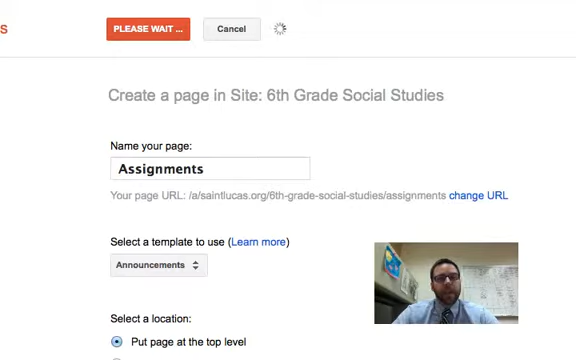 S PLEASE WAIT ... Cancel
Create a page in Site: 6th Grade Social Studies
Name your page:
Assignments
Your page URL: /a/saintlucas.org/6th-grade-social-studies/assignments change URL
Select a template to use (Learn more)
Announcements
Select a location:
Put page at the top level